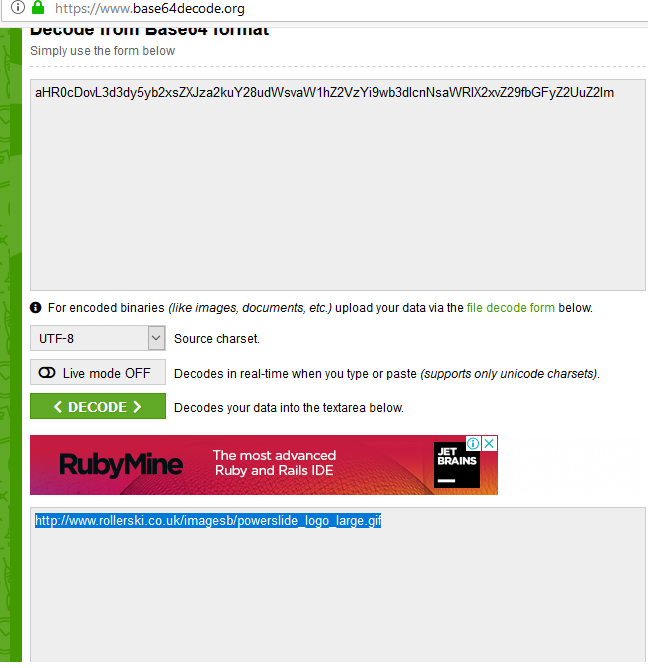 https://www.base64decode.org
Decode from Base64 format
Simply use the form below
aHR0cDovL3d3dy5yb2xsZXJza2kuY28udWsvaW1hZ2VzYi9wb3dlcnNsaWRlX2xvZ29fbGFyZ2UuZ2lm
For encoded binaries (like images, documents, etc.) upload your data via the file decode form below.
UTF-8 Source charset.
Live mode OFF Decodes in real-time when you type or paste (supports only unicode charsets).
< DECODE > Decodes your data into the textarea below.
RubyMine
The most advanced
Ruby and Rails IDE
JET
BRAINS
http://www.rollerski.co.uk/imagesb/powerslide_logo_large.gif